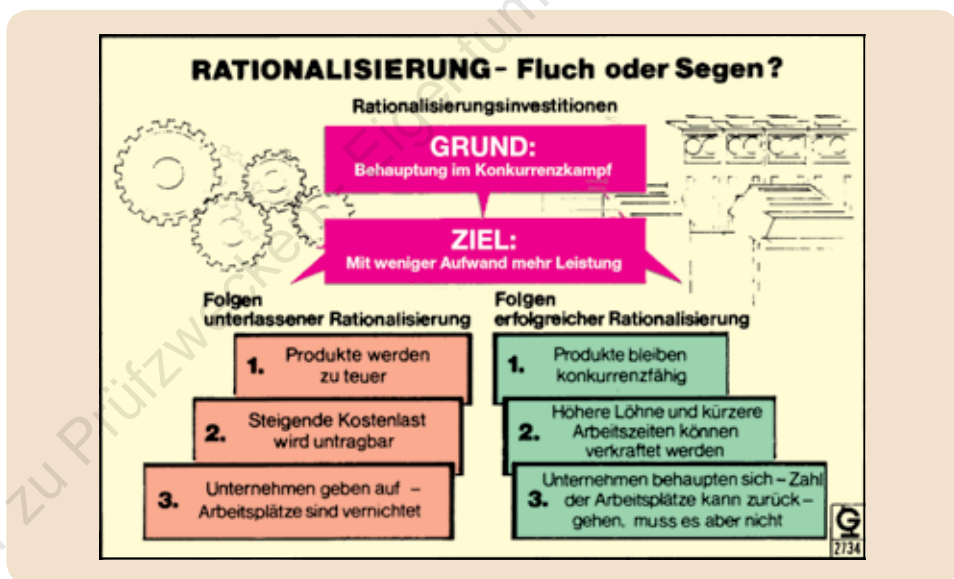 RATIONALISIERUNG – Fluch oder Segen?
Rationalisierungsinvestitionen
GRUND:
Behauptung im Konkurrenzkampf
ZIEL:
Mit weniger Aufwand mehr Leistung
Folgen
unterlassener Rationalisierung
1. Produkte werden
zu teuer
2. Steigende Kostenlast
wird untragbar
3. Unternehmen geben auf –
Arbeitsplätze sind vernichtet
Folgen
erfolgreicher Rationalisierung
1. Produkte bleiben
konkurrenzfähig
2. Höhere Löhne und kürzere
Arbeitszeiten können
verkraftet werden
3. Unternehmen behaupten sich – Zahl
der Arbeitsplätze kann zurück –
gehen, muss es aber nicht
G
2734
zu Prüfzwecken - Eigentum